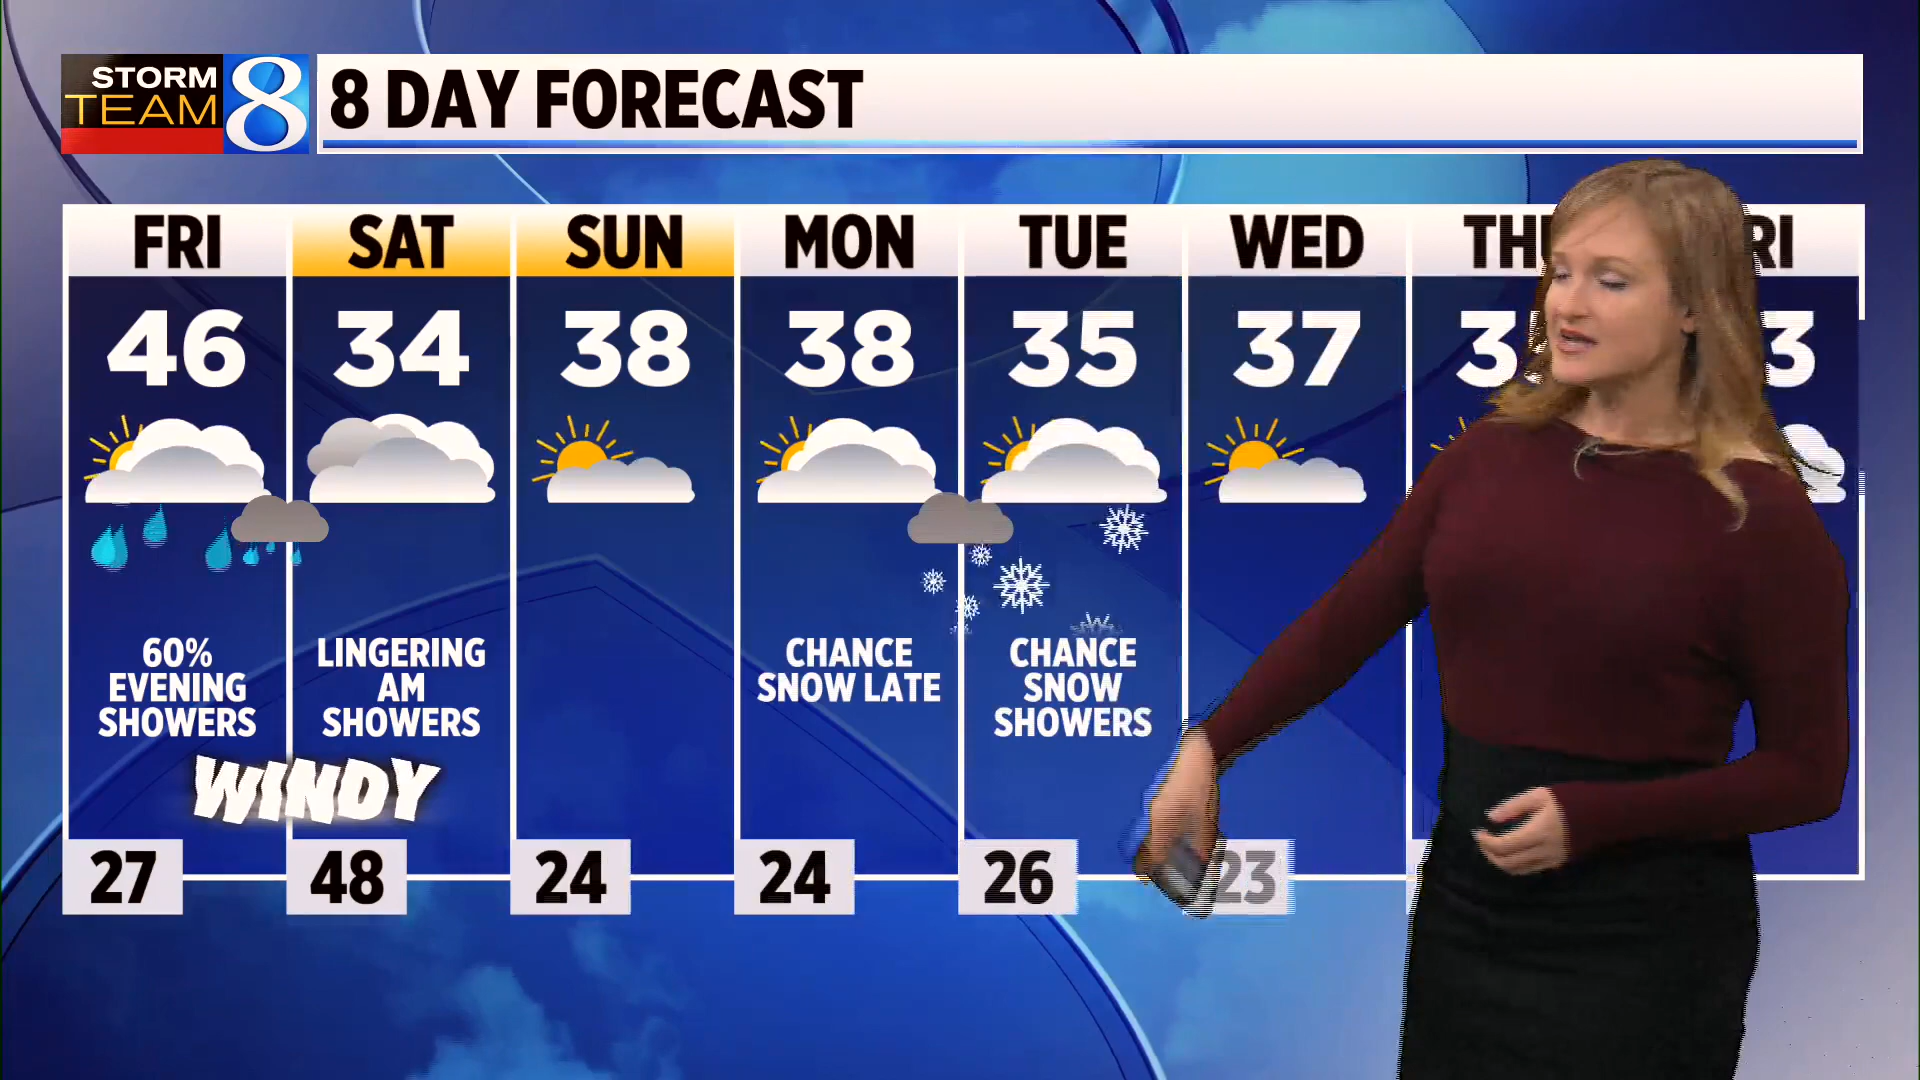 STORM
TEAM
8
8 DAY FORECAST
FRI SAT SUN MON TUE WED
46 34 38 38 35 37
60%
EVENING
SHOWERS
LINGERING
AM
SHOWERS
CHANCE
SNOW LATE
CHANCE
SNOW
SHOWERS
WINDY
27 48 24 24 26 23